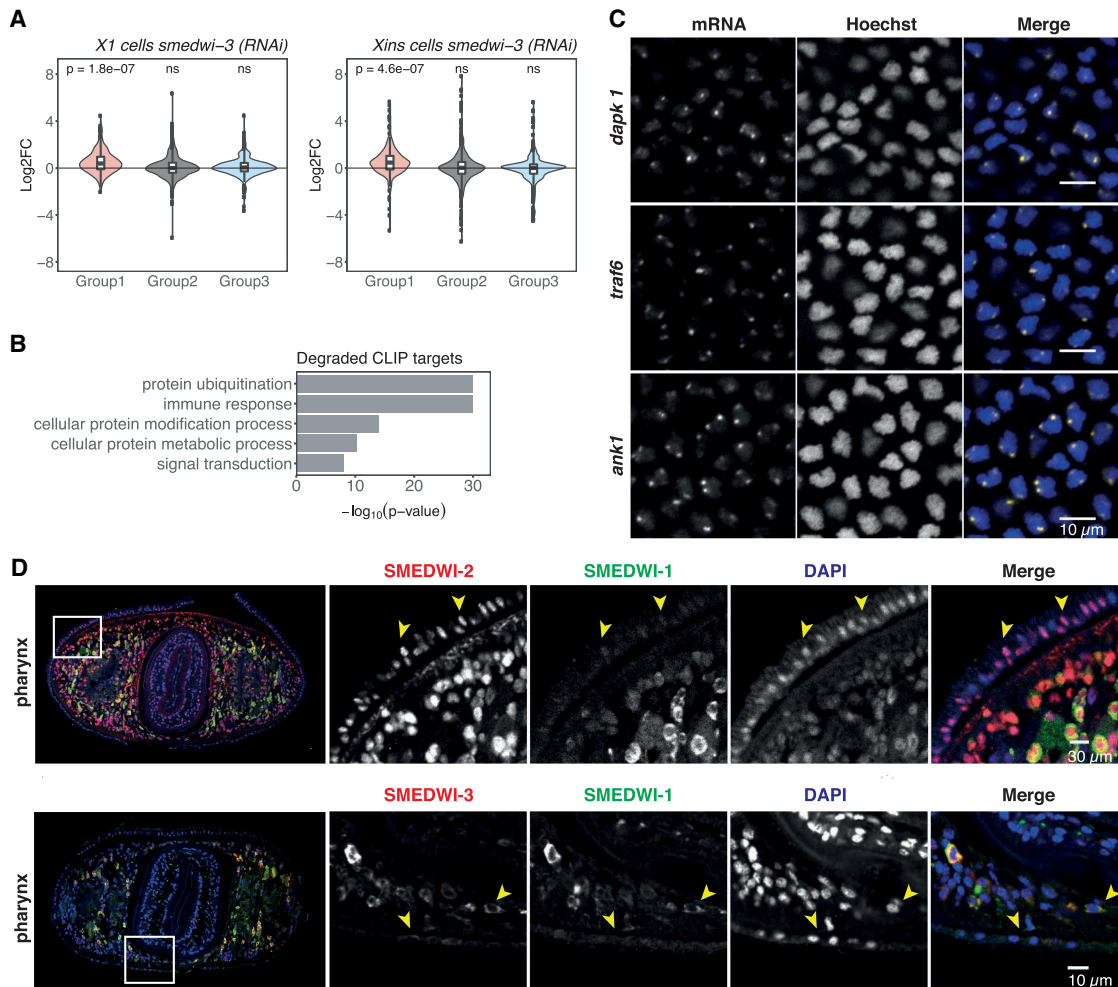 A
X1 cells smedwi-3 (RNAi)
Xins cells smedwi-3 (RNAi)
p = 1.8e-07
ns
ns
p = 4.6e-07
ns
ns
Log2FC
8
4
0
−4
−8
Group1
Group2
Group3
Log2FC
8
4
0
−4
−8
Group1
Group2
Group3
B
Degraded CLIP targets
protein ubiquitination
immune response
cellular protein modification process
cellular protein metabolic process
signal transduction
0
10
20
30
−log10(p-value)
C
mRNA
Hoechst
Merge
dapk 1
traf6
ank1
10 µm
D
SMEDWI-2
SMEDWI-1
DAPI
Merge
pharynx
30 µm
SMEDWI-3
SMEDWI-1
DAPI
Merge
pharynx
10 µm